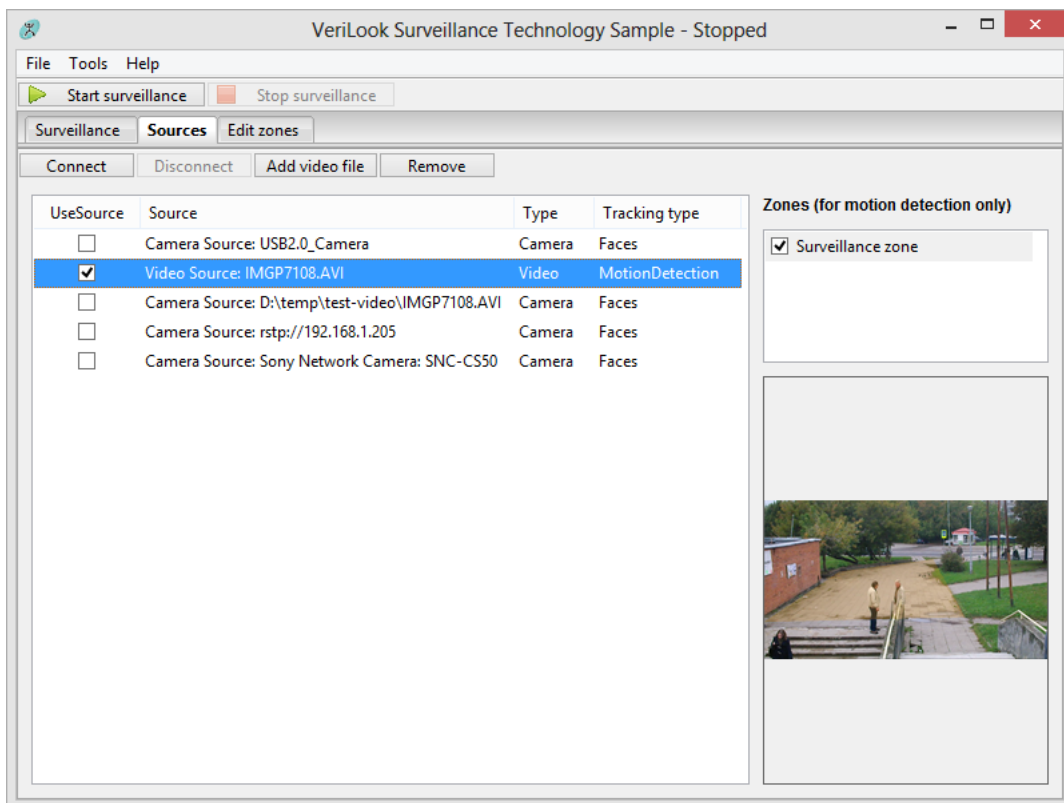 VeriLook Surveillance Technology Sample - Stopped
File Tools Help
Start surveillance Stop surveillance
Surveillance Sources Edit zones
Connect Disconnect Add video file Remove
UseSource Source Type Tracking type
Camera Source: USB2.0_Camera Camera Faces
Video Source: IMGP7108.AVI Video MotionDetection
Camera Source: D:\temp\test-video\IMGP7108.AVI Camera Faces
Camera Source: rstp://192.168.1.205 Camera Faces
Camera Source: Sony Network Camera: SNC-CS50 Camera Faces
Zones (for motion detection only)
Surveillance zone